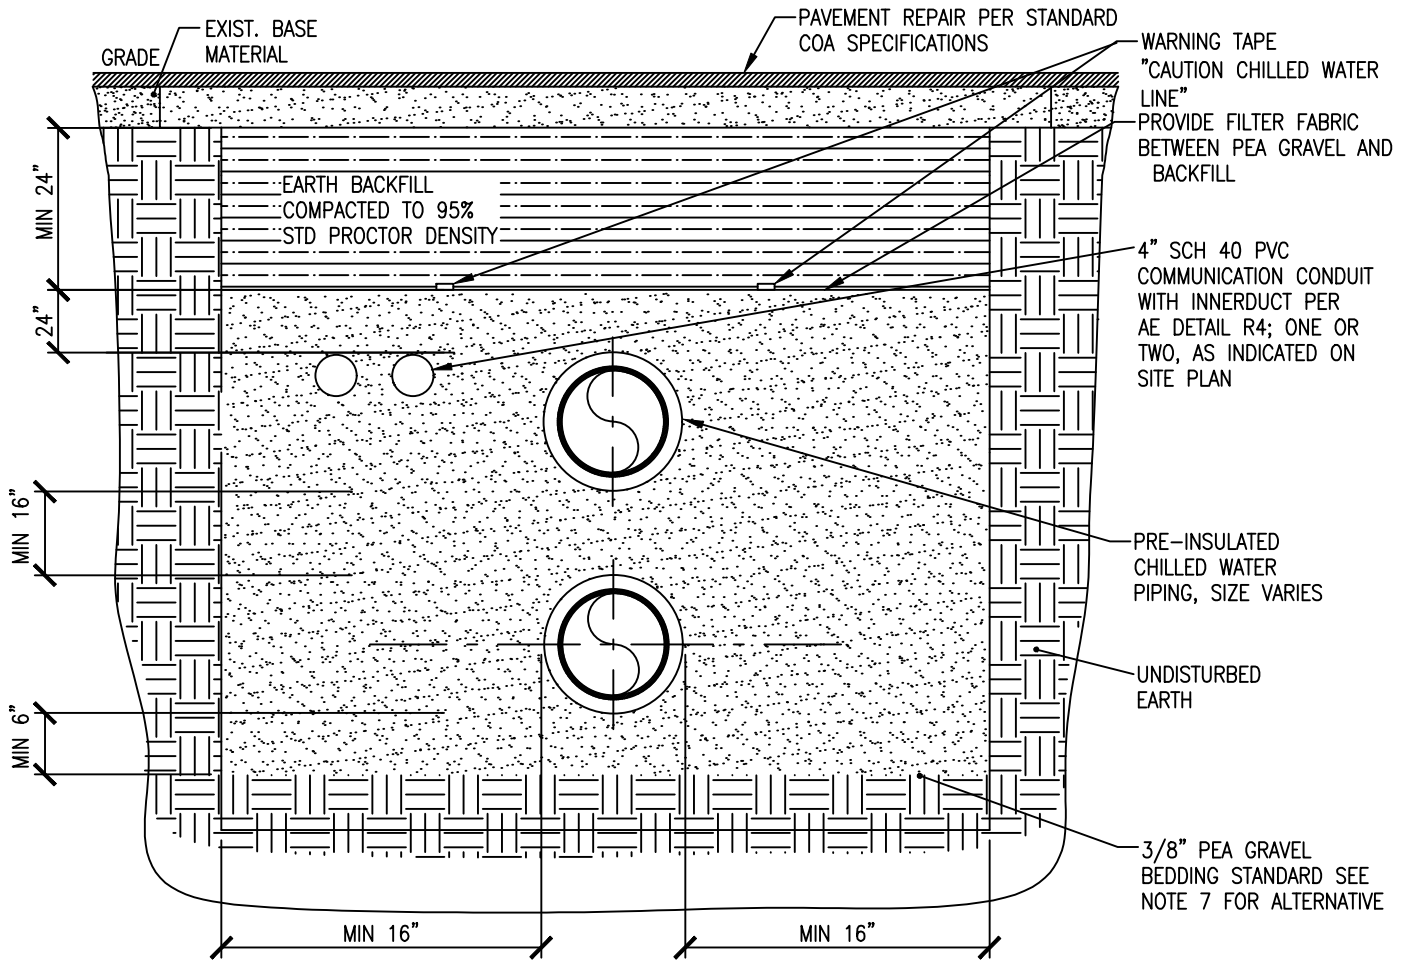 PAVEMENT REPAIR PER STANDARD
COA SPECIFICATIONS
EXIST. BASE
MATERIAL
GRADE
WARNING TAPE
"CAUTION CHILLED WATER
LINE"
PROVIDE FILTER FABRIC
BETWEEN PEA GRAVEL AND
BACKFILL
MIN 24"
EARTH BACKFILL
COMPACTED TO 95%
STD PROCTOR DENSITY
4" SCH 40 PVC
COMMUNICATION CONDUIT
WITH INNERDUCT PER
AE DETAIL R4; ONE OR
TWO, AS INDICATED ON
SITE PLAN
24"
MIN 16"
PRE-INSULATED
CHILLED WATER
PIPING, SIZE VARIES
UNDISTURBED
EARTH
MIN 6"
3/8" PEA GRAVEL
BEDDING STANDARD SEE
NOTE 7 FOR ALTERNATIVE
MIN 16"
MIN 16"